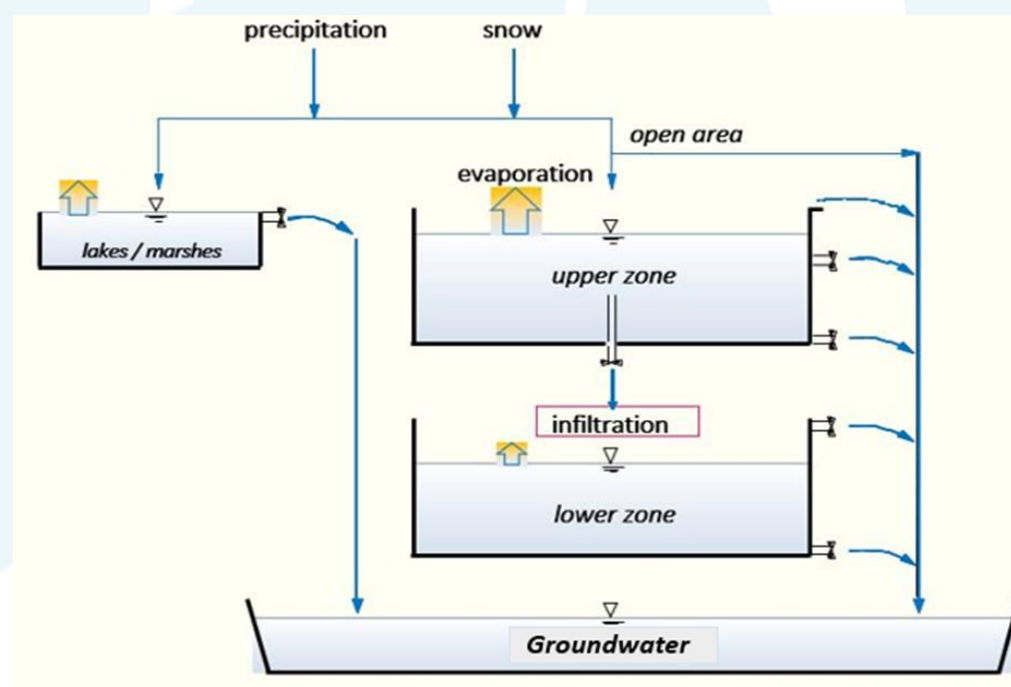 precipitation
snow
open area
evaporation
lakes / marshes
upper zone
infiltration
lower zone
Groundwater